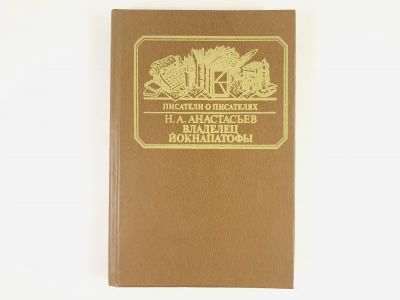 ПИСАТЕЛИ О ПИСАТЕЛЯХ
Н. А. АНАСТАСЬЕВ
ВЛАДЕЛЕЦ
ЙОКНАПАТОФЫ